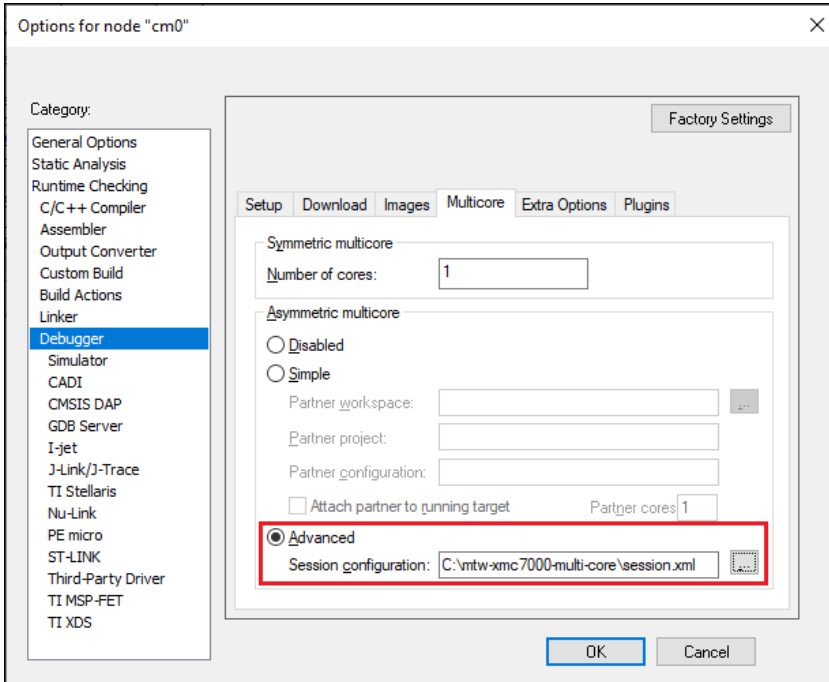 Options for node "cm0"
Category:
Factory Settings
General Options
Static Analysis
Runtime Checking
C/C++ Compiler
Assembler
Output Converter
Custom Build
Build Actions
Linker
Debugger
Simulator
CADI
CMSIS DAP
GDB Server
I-jet
J-Link/J-Trace
TI Stellaris
Nu-Link
PE micro
ST-LINK
Third-Party Driver
TI MSP-FET
TI XDS
Setup Download Images Multicore Extra Options Plugins
Symmetric multicore
Number of cores: 1
Asymmetric multicore
Disabled
Simple
Partner workspace: ...
Partner project:
Partner configuration:
Attach partner to running target Partner cores 1
Advanced
Session configuration: C:\mtw-xmc7000-multi-core\session.xml ...
OK Cancel